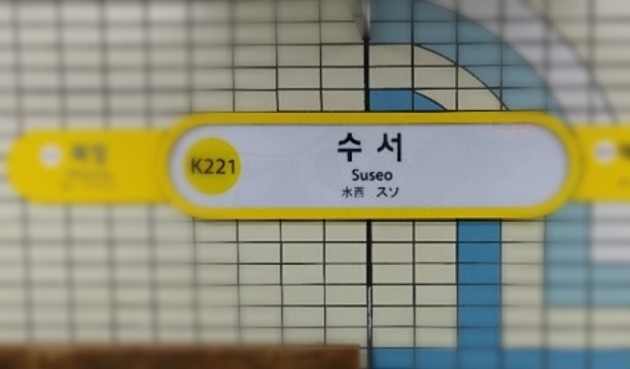 K221
수 서
Suseo
水西 スソ